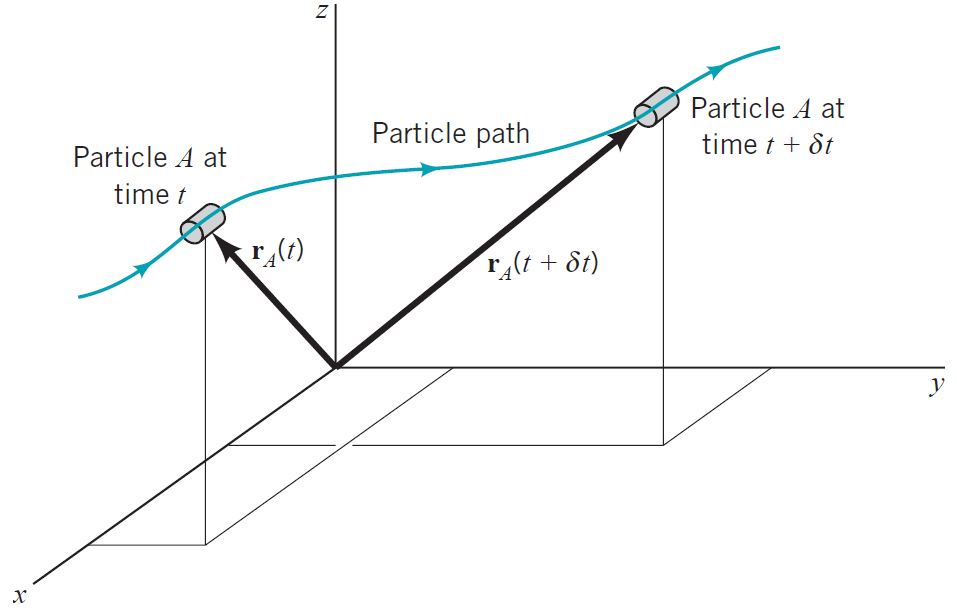 z
Particle A at
time t + δt
Particle path
Particle A at
time t
r_A(t)
r_A(t + δt)
y
x